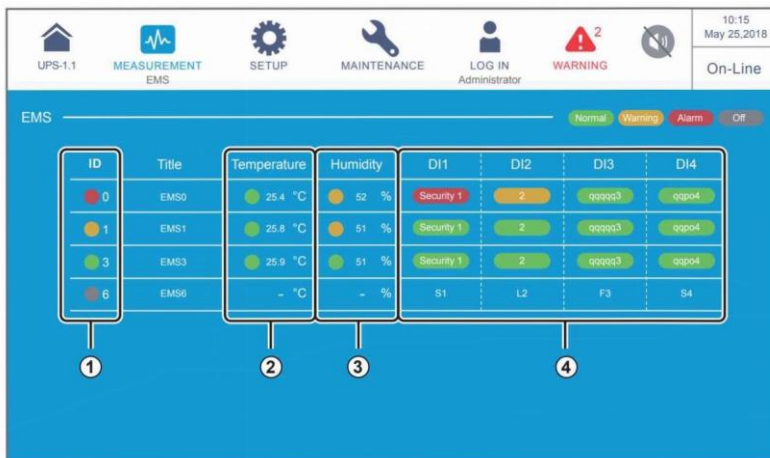 10:15
May 25,2018
2
UPS-1.1 MEASUREMENT SETUP MAINTENANCE LOG IN WARNING On-Line
EMS Administrator
EMS Normal Warning Alarm Off
ID Title Temperature Humidity DI1 DI2 DI3 DI4
0 EMS0 25.4 °C 52 % Security 1 2 qqqqq3 qqpo4
1 EMS1 25.8 °C 51 % Security 1 2 qqqqq3 qqpo4
3 EMS3 25.9 °C 51 % Security 1 2 qqqqq3 qqpo4
6 EMS6 – °C – % S1 L2 F3 S4
1 2 3 4